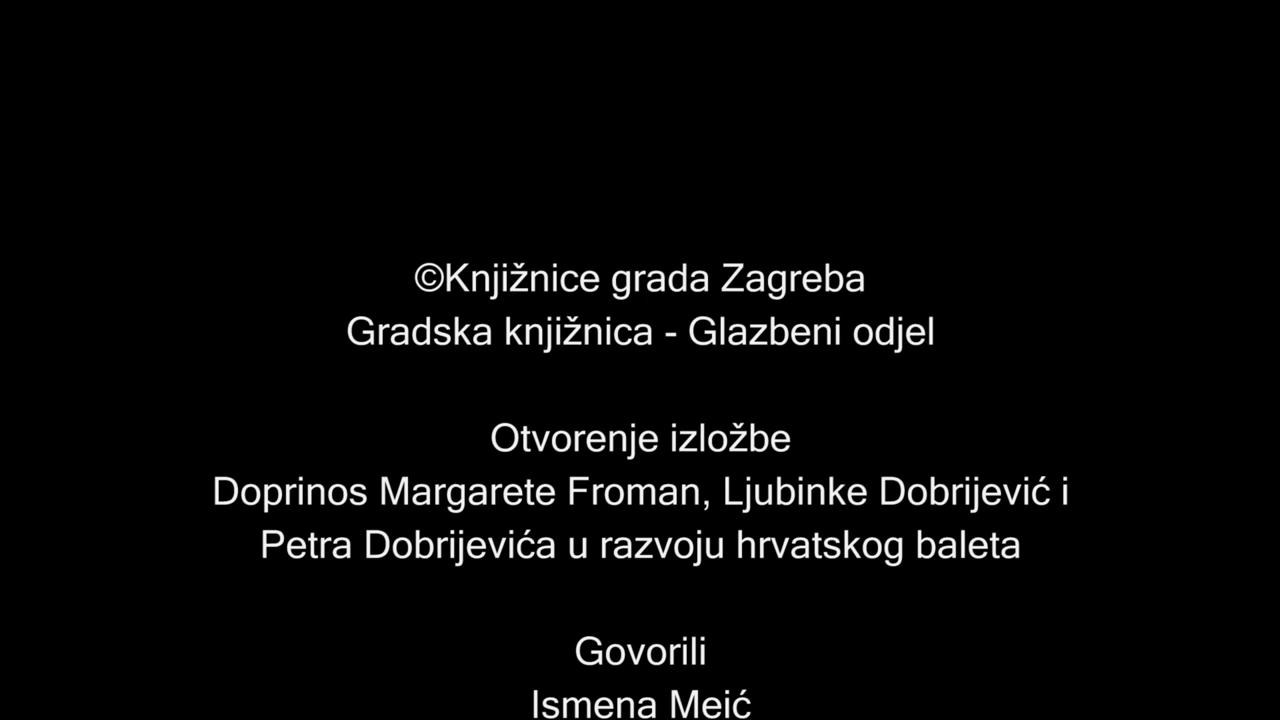 ©Knjižnice grada Zagreba
Gradska knjižnica - Glazbeni odjel
Otvorenje izložbe
Doprinos Margarete Froman, Ljubinke Dobrijević i
Petra Dobrijevića u razvoju hrvatskog baleta
Govorili
Ismena Meić